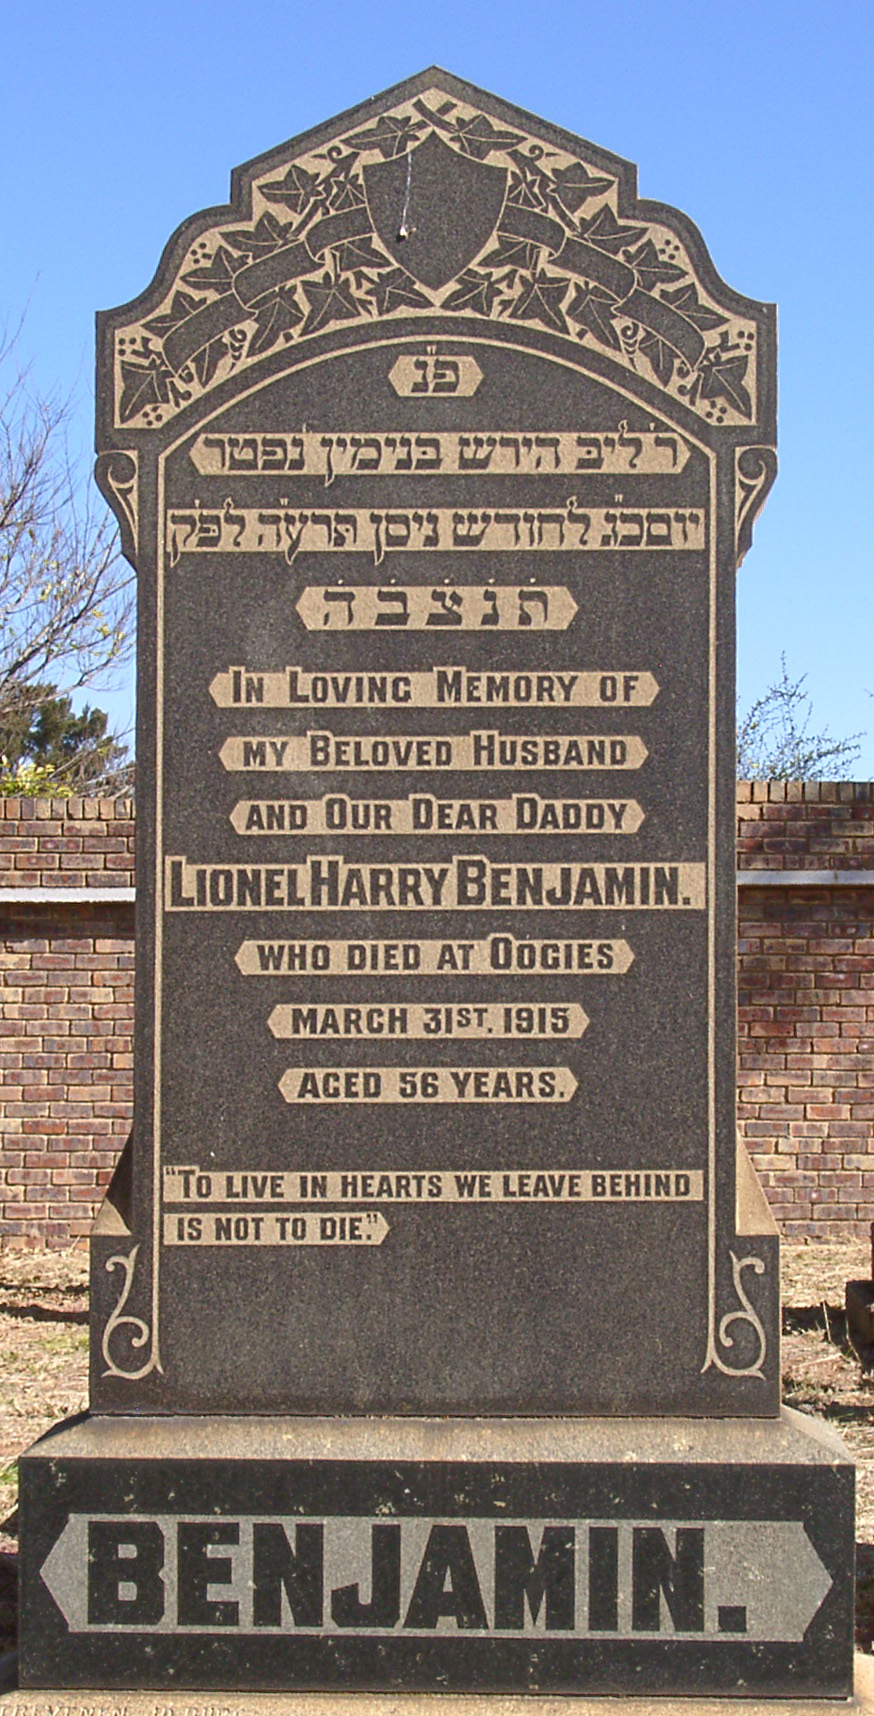 פ״נ
ר׳ ליב הירש בנימין נפטר
יום כ״ג לחודש ניסן תרע״ה לפ״ק
ת׳ נ׳ צ׳ ב׳ ה׳
IN LOVING MEMORY OF
MY BELOVED HUSBAND
AND OUR DEAR DADDY
LIONEL HARRY BENJAMIN.
WHO DIED AT OOGIES
MARCH 31ST. 1915
AGED 56 YEARS.
"TO LIVE IN HEARTS WE LEAVE BEHIND
IS NOT TO DIE."
BENJAMIN.